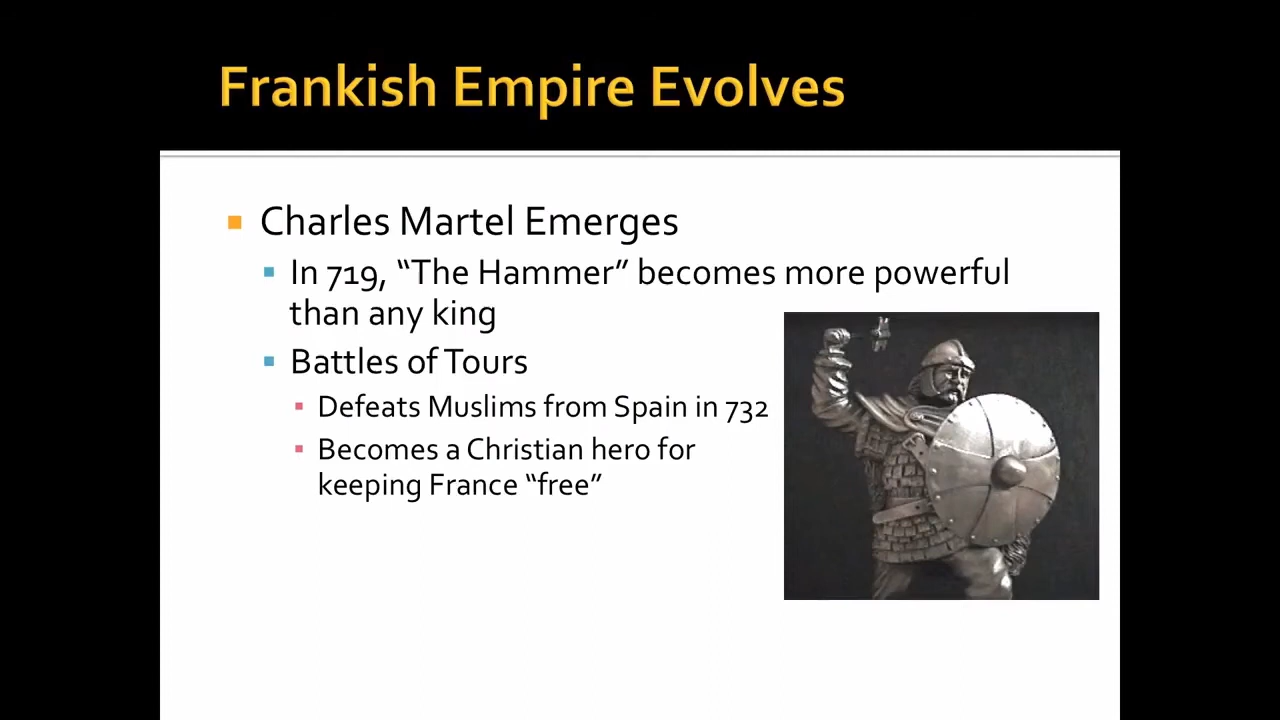 Frankish Empire Evolves
Charles Martel Emerges
In 719, “The Hammer” becomes more powerful
than any king
Battles of Tours
Defeats Muslims from Spain in 732
Becomes a Christian hero for
keeping France “free”